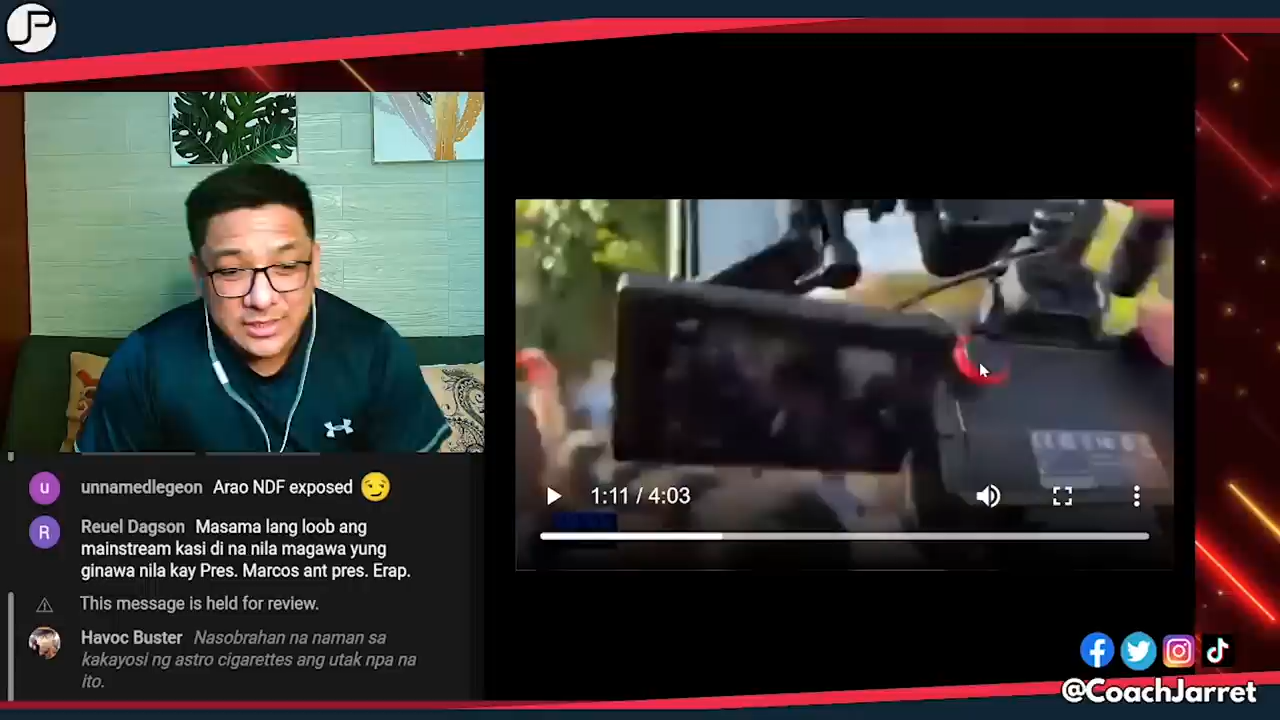 JP
u unnamedlegeon Arao NDF exposed
R Reuel Dagson Masama lang loob ang
mainstream kasi di na nila magawa yung
ginawa nila kay Pres. Marcos ant pres. Erap.
This message is held for review.
Havoc Buster Nasobrahan na naman sa
kakayosi ng astro cigarettes ang utak npa na
ito.
1:11 / 4:03
@CoachJarret